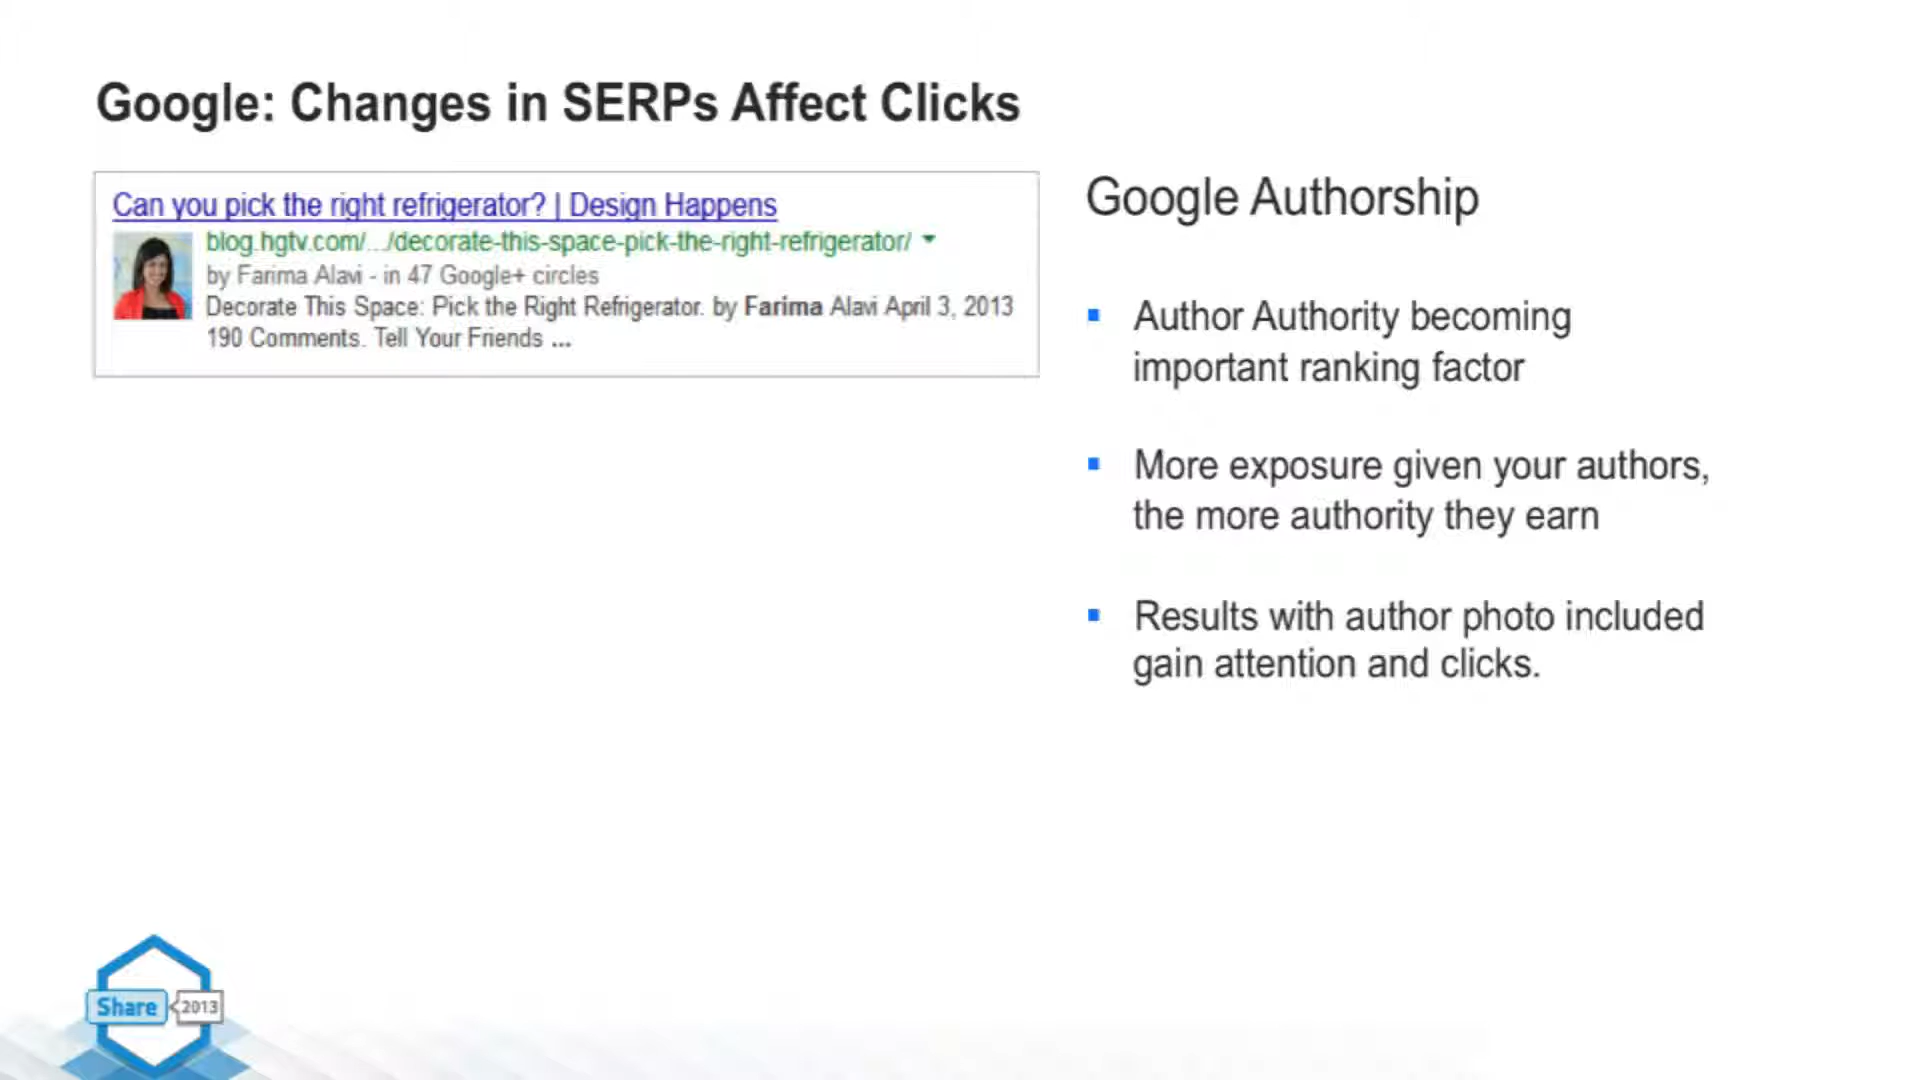 Google: Changes in SERPs Affect Clicks
Can you pick the right refrigerator? | Design Happens
blog.hgtv.com/.../decorate-this-space-pick-the-right-refrigerator/
by Farima Alavi - in 47 Google+ circles
Decorate This Space: Pick the Right Refrigerator. by Farima Alavi April 3, 2013
190 Comments. Tell Your Friends ...
Google Authorship
Author Authority becoming
important ranking factor
More exposure given your authors,
the more authority they earn
Results with author photo included
gain attention and clicks.
Share 2013